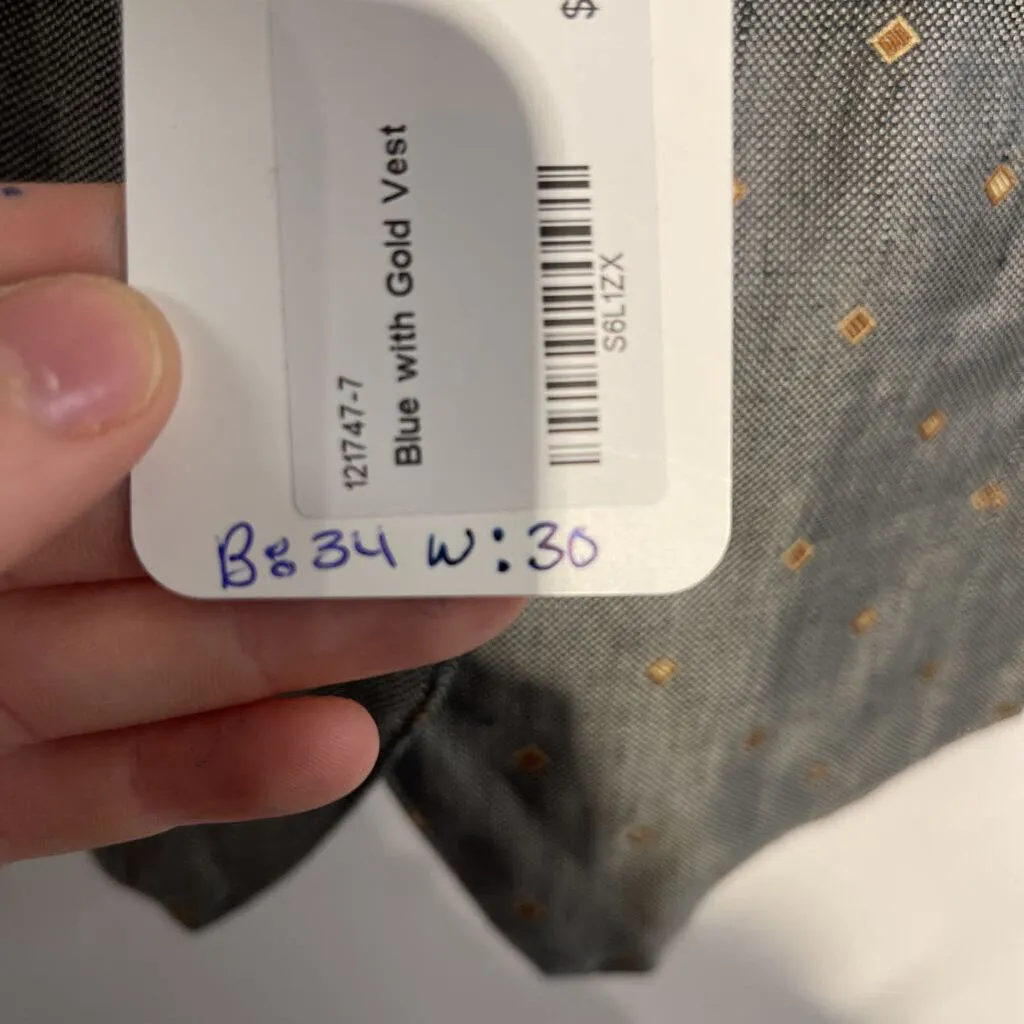 $
121747-7
Blue with Gold Vest
S6L1ZX
B: 34 W: 30